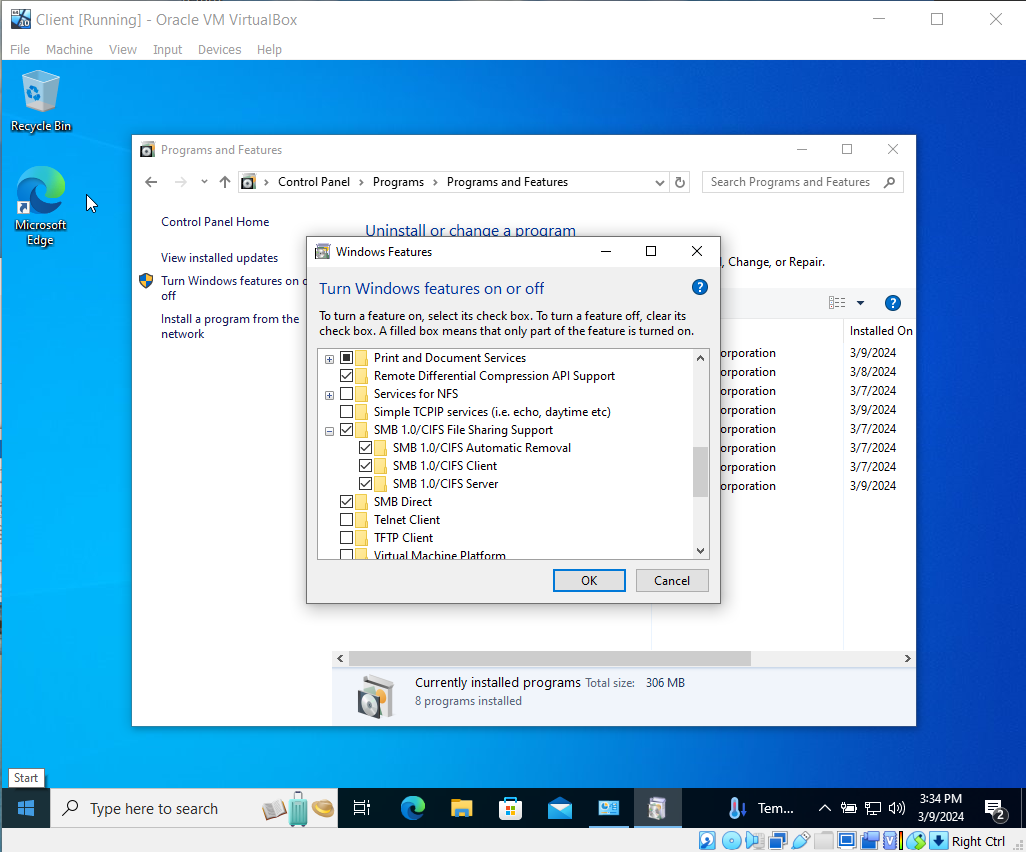 Client [Running] - Oracle VM VirtualBox
File Machine View Input Devices Help
Recycle Bin
Microsoft
Edge
Programs and Features
Control Panel Programs Programs and Features
Search Programs and Features
Control Panel Home
View installed updates
Turn Windows features on o
off
Install a program from the
network
Uninstall or change a program
, Change, or Repair.
Installed On
orporation 3/9/2024
orporation 3/8/2024
orporation 3/7/2024
orporation 3/9/2024
orporation 3/7/2024
orporation 3/7/2024
orporation 3/7/2024
orporation 3/9/2024
Windows Features
Turn Windows features on or off
To turn a feature on, select its check box. To turn a feature off, clear its
check box. A filled box means that only part of the feature is turned on.
Print and Document Services
Remote Differential Compression API Support
Services for NFS
Simple TCPIP services (i.e. echo, daytime etc)
SMB 1.0/CIFS File Sharing Support
SMB 1.0/CIFS Automatic Removal
SMB 1.0/CIFS Client
SMB 1.0/CIFS Server
SMB Direct
Telnet Client
TFTP Client
Virtual Machine Platform
OK Cancel
Currently installed programs Total size: 306 MB
8 programs installed
Start
Type here to search
Tem...
3:34 PM
3/9/2024
2
Right Ctrl